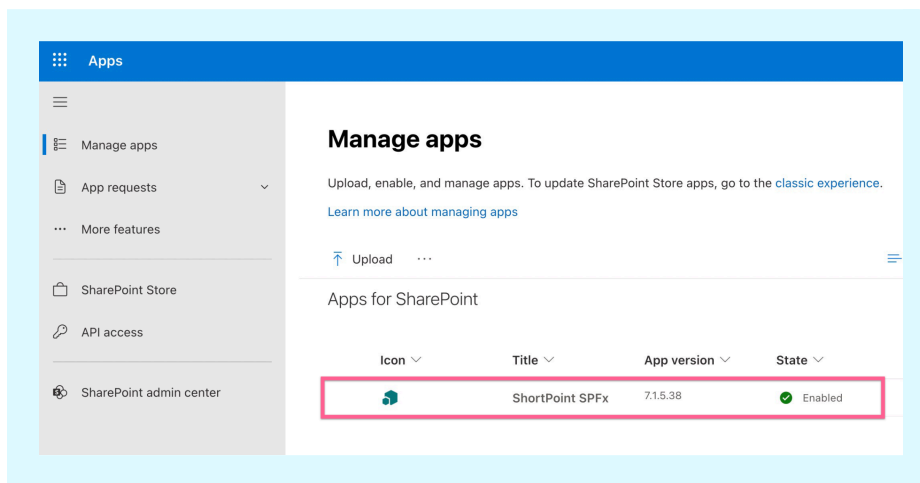 Apps
Manage apps
App requests
More features
SharePoint Store
API access
SharePoint admin center
Manage apps
Upload, enable, and manage apps. To update SharePoint Store apps, go to the classic experience.
Learn more about managing apps
Upload ...
Apps for SharePoint
Icon Title App version State
ShortPoint SPFx 7.1.5.38 Enabled